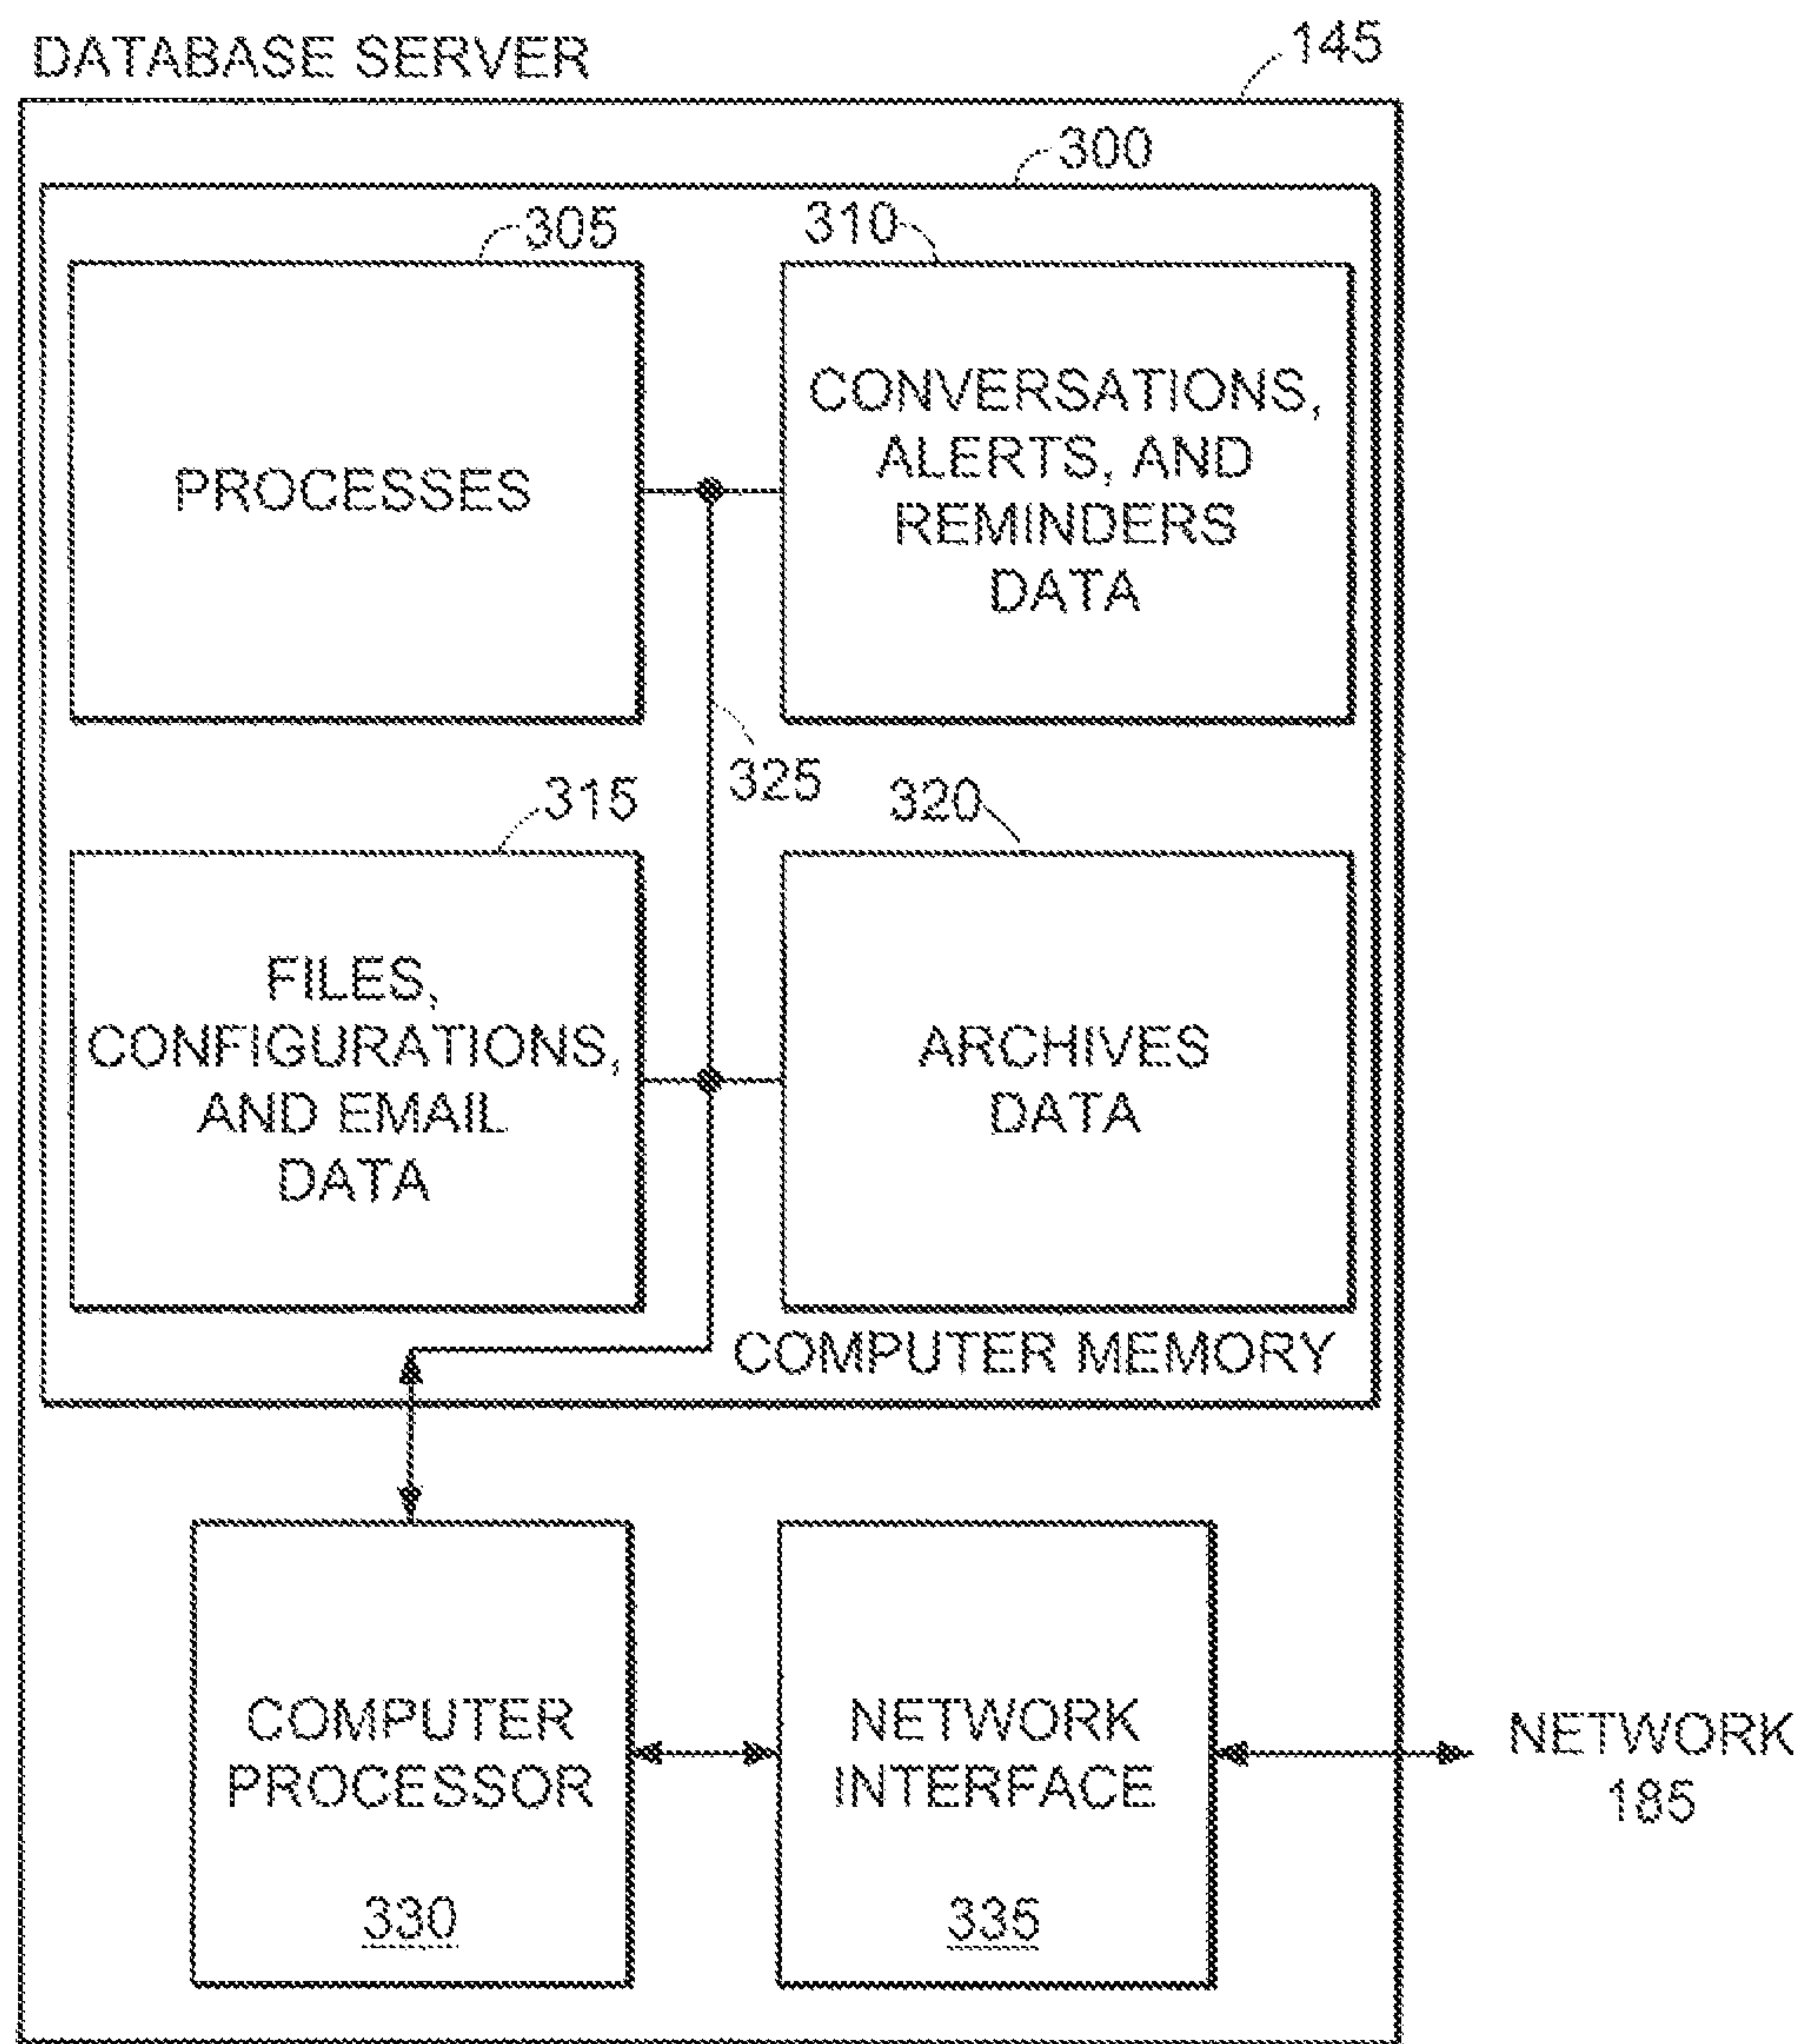 DATABASE SERVER
145
300
305
310
PROCESSES
CONVERSATIONS,
ALERTS, AND
REMINDERS
DATA
325
315
320
FILES,
CONFIGURATIONS,
AND EMAIL
DATA
ARCHIVES
DATA
COMPUTER MEMORY
COMPUTER
PROCESSOR
330
NETWORK
INTERFACE
335
NETWORK
185